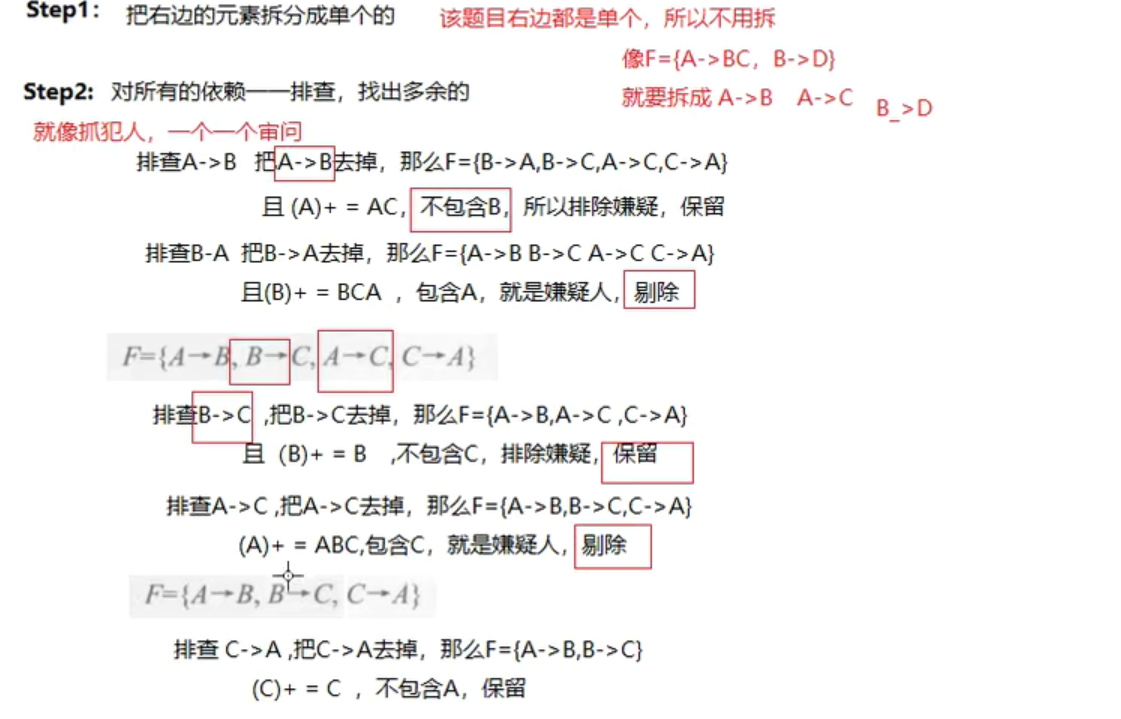 Step1: 把右边的元素拆分成单个的 该题目右边都是单个，所以不用拆
像F={A->BC, B->D}
就要拆成 A->B A->C B_>D
Step2: 对所有的依赖一一排查，找出多余的
就像抓犯人，一个一个审问
排查A->B 把A->B去掉，那么F={B->A,B->C,A->C,C->A}
且 (A)+ = AC, 不包含B, 所以排除嫌疑，保留
排查B-A 把B->A去掉，那么F={A->B B->C A->C C->A}
且(B)+ = BCA ，包含A，就是嫌疑人，剔除
F={A→B, B→C, A→C, C→A}
排查B->C ,把B->C去掉，那么F={A->B,A->C ,C->A}
且 (B)+ = B ,不包含C，排除嫌疑，保留
排查A->C ,把A->C去掉，那么F={A->B,B->C,C->A}
(A)+ = ABC,包含C，就是嫌疑人，剔除
F={A→B, B→C, C→A}
排查 C->A ,把C->A去掉，那么F={A->B,B->C}
(C)+ = C ，不包含A，保留